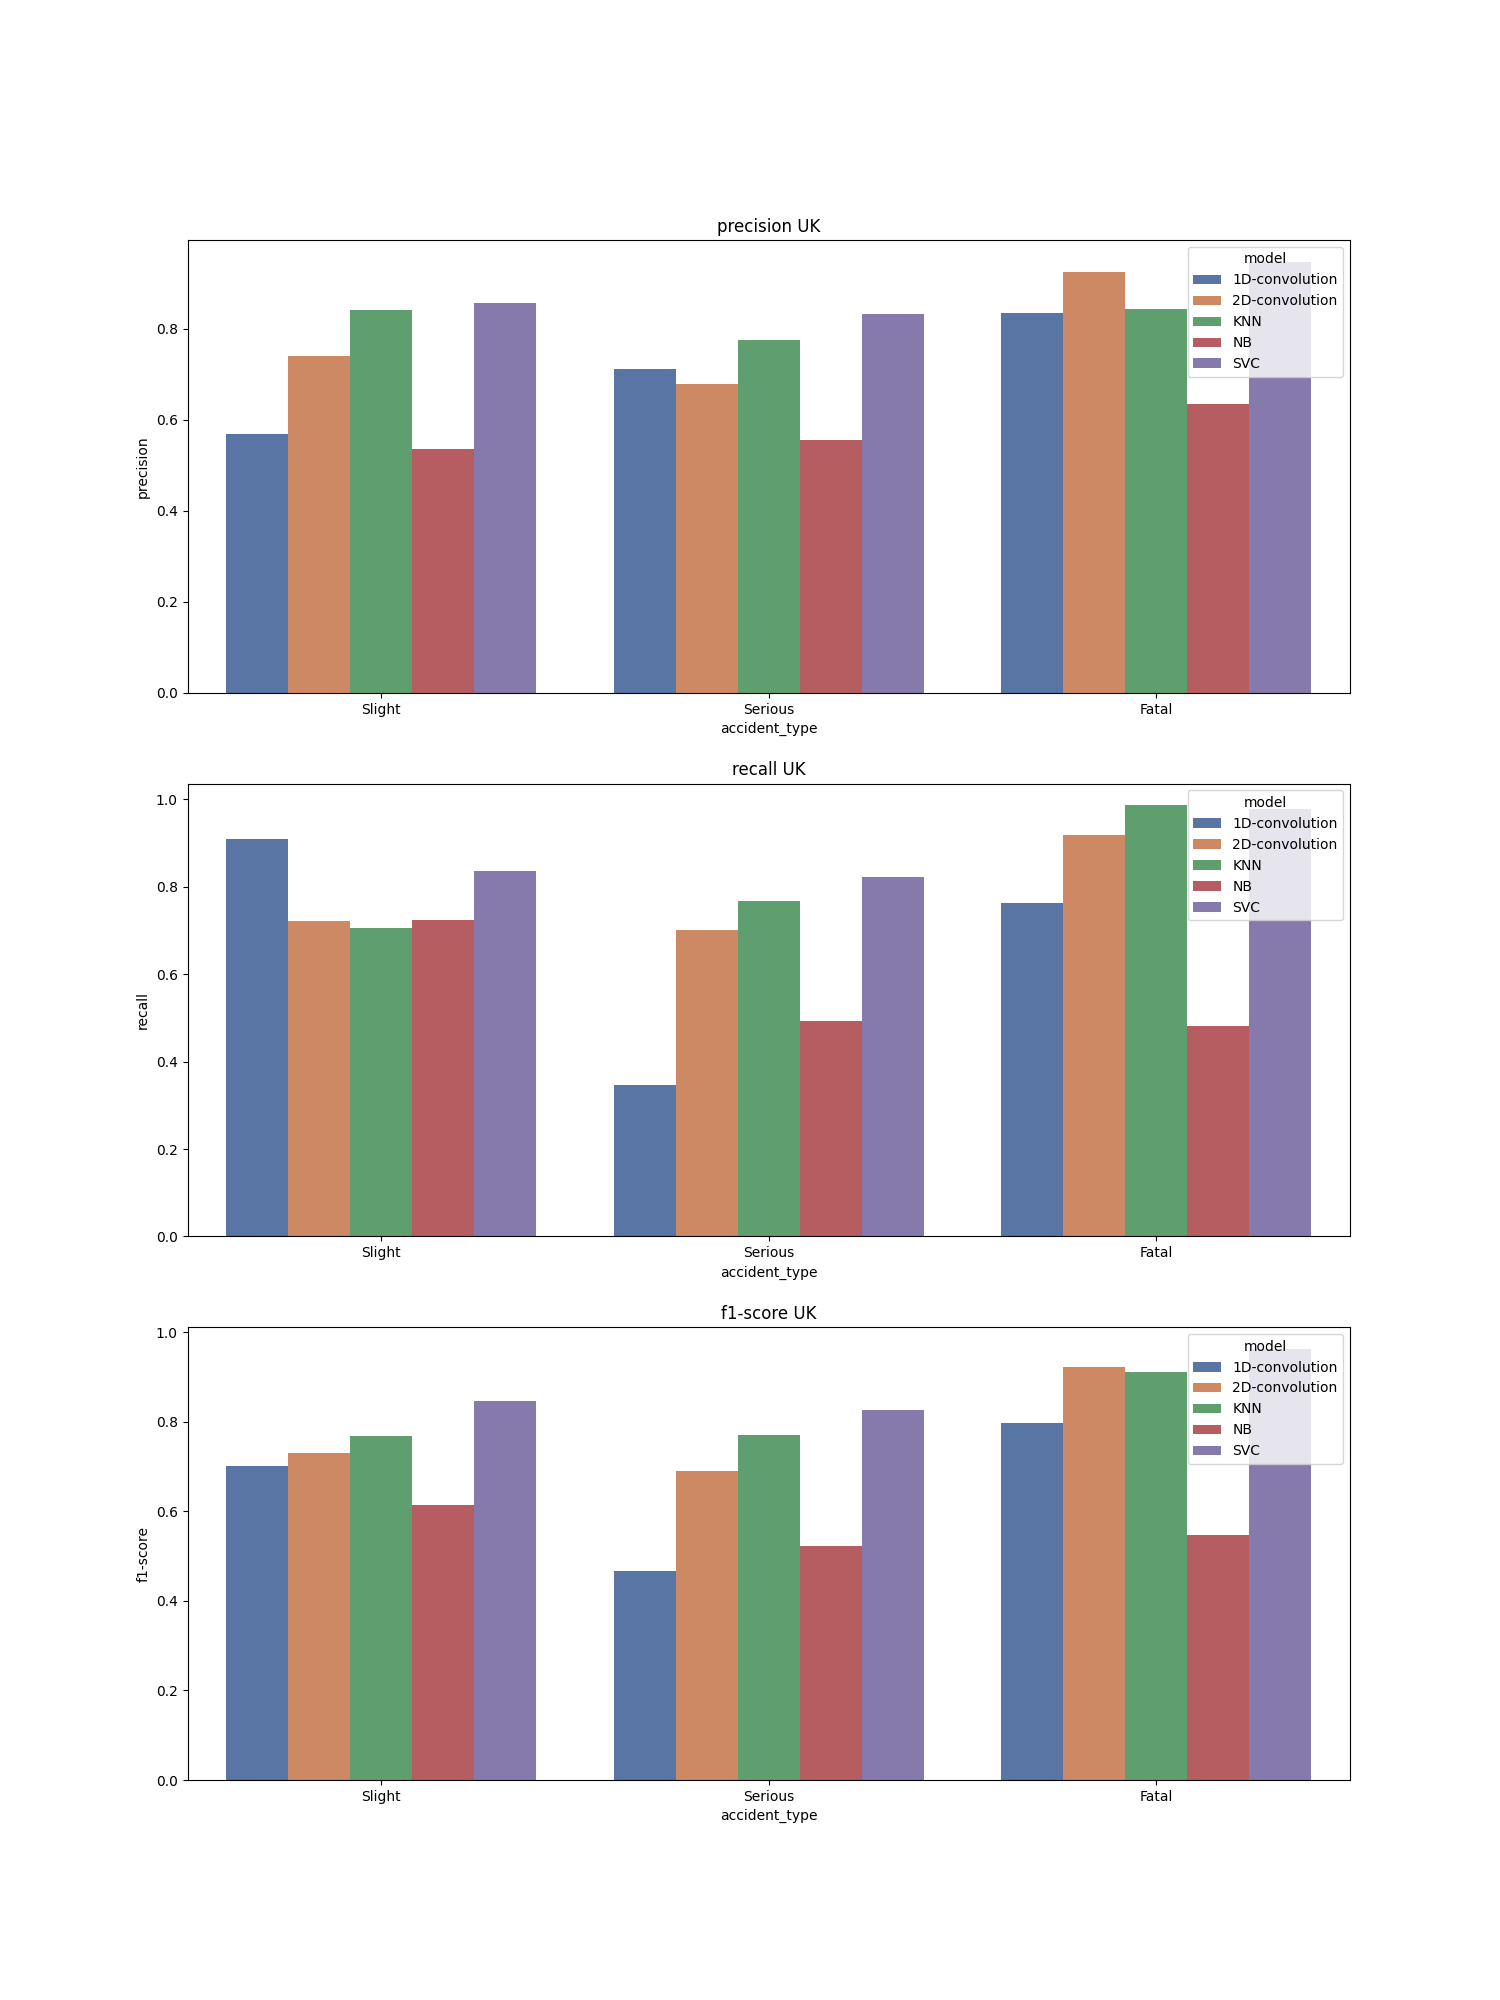 precision UK
model
1D-convolution
2D-convolution
KNN
NB
SVC
0.8
0.6
0.4
0.2
0.0
precision
Slight Serious Fatal
accident_type
recall UK
model
1D-convolution
2D-convolution
KNN
NB
SVC
1.0
0.8
0.6
0.4
0.2
0.0
recall
Slight Serious Fatal
accident_type
f1-score UK
model
1D-convolution
2D-convolution
KNN
NB
SVC
1.0
0.8
0.6
0.4
0.2
0.0
f1-score
Slight Serious Fatal
accident_type